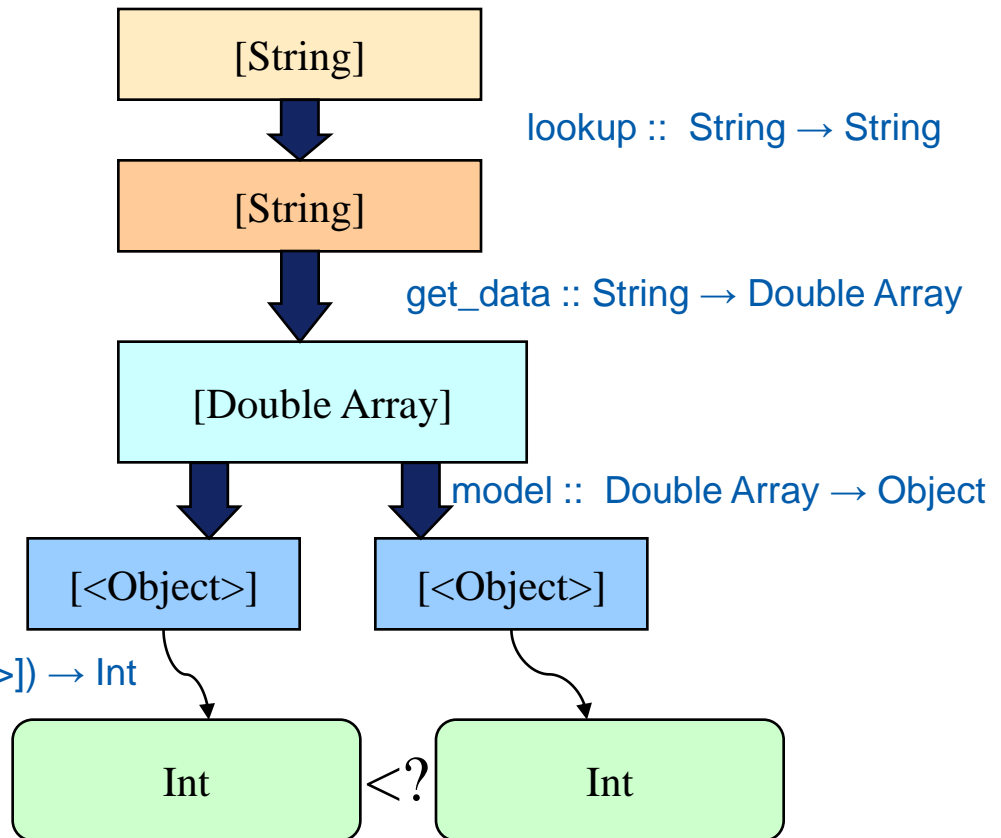 [String]
lookup :: String → String
[String]
get_data :: String → Double Array
[Double Array]
model :: Double Array → Object
[<Object>] [<Object>]
>]) → Int
Int <? Int